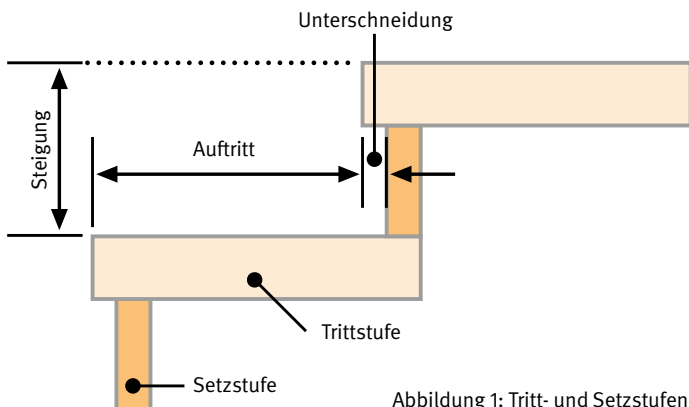 Unterschneidung
Steigung
Auftritt
Trittstufe
Setzstufe
Abbildung 1: Tritt- und Setzstufen